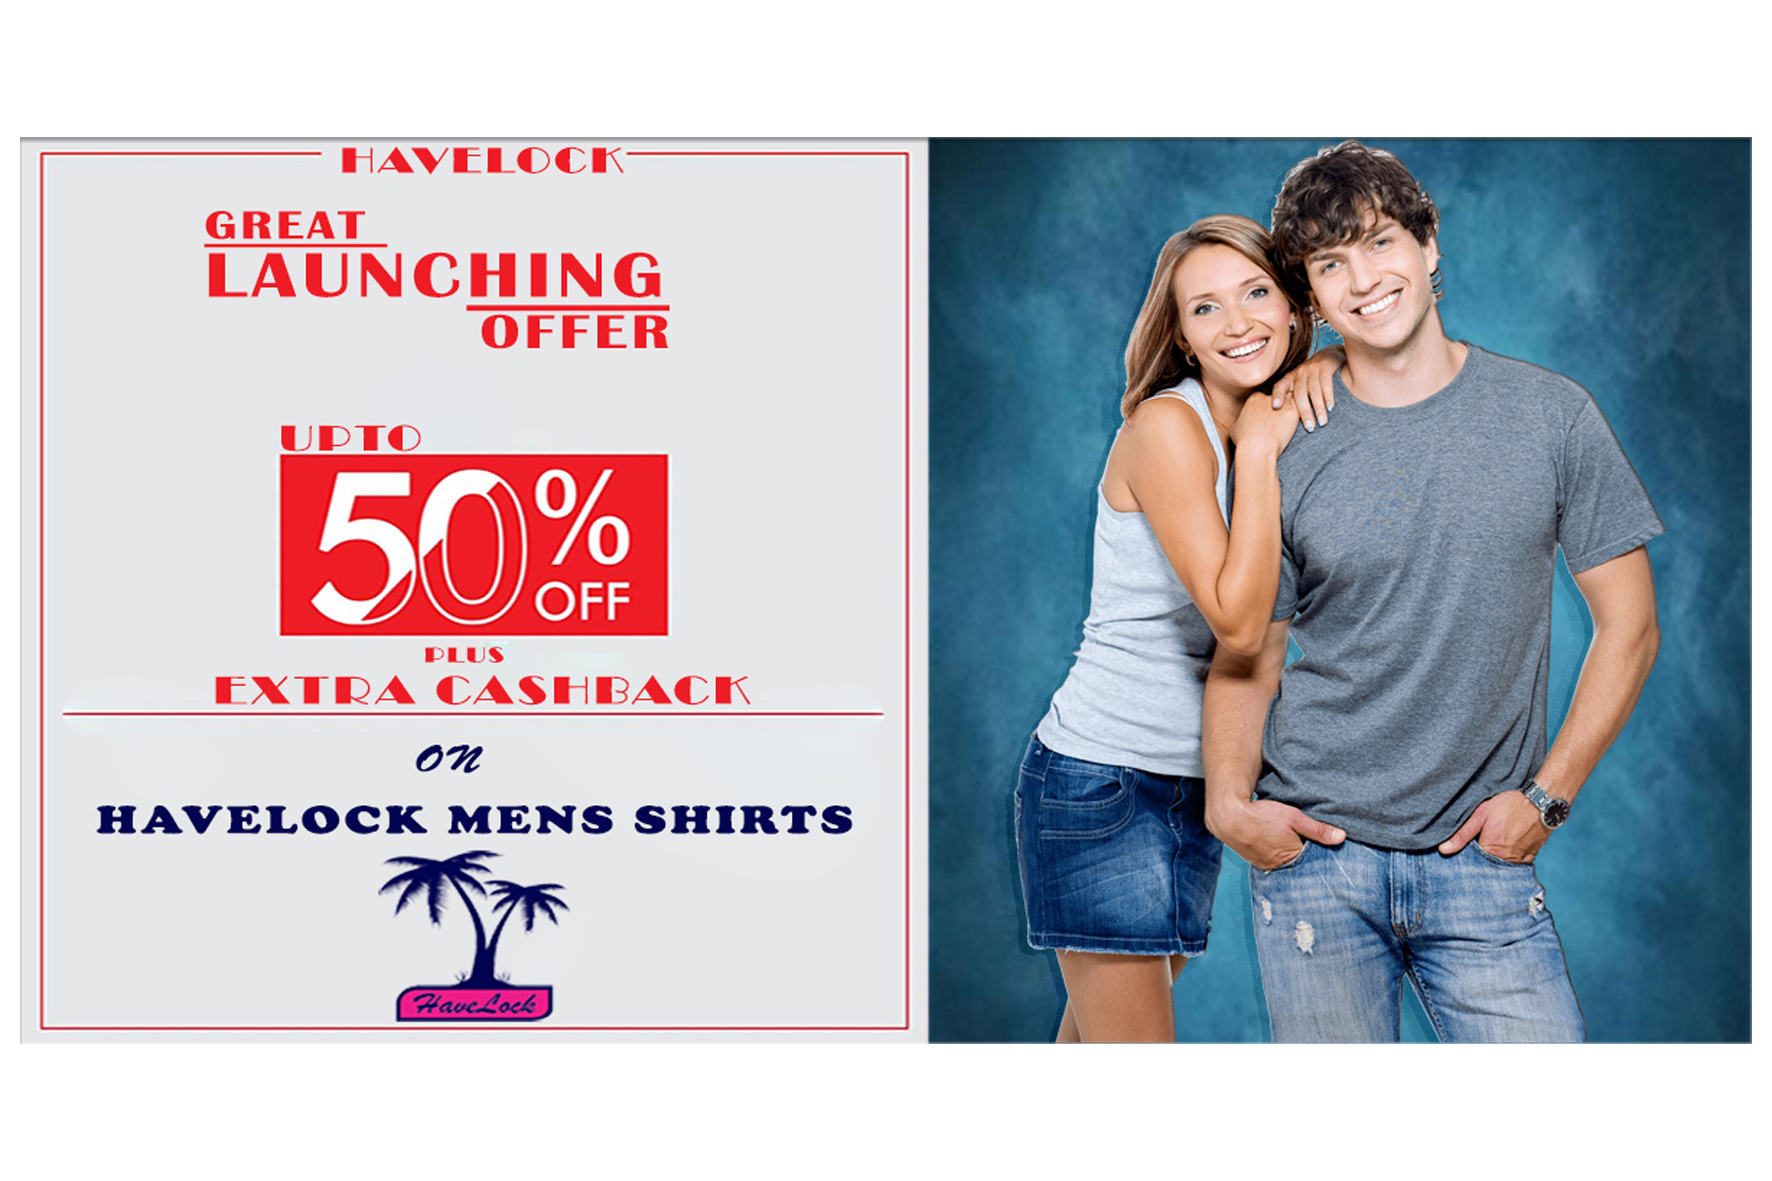 HAVELOCK
GREAT
LAUNCHING
OFFER
UPTO
50%
OFF
PLUS
EXTRA CASHBACK
ON
HAVELOCK MENS SHIRTS
HaveLock